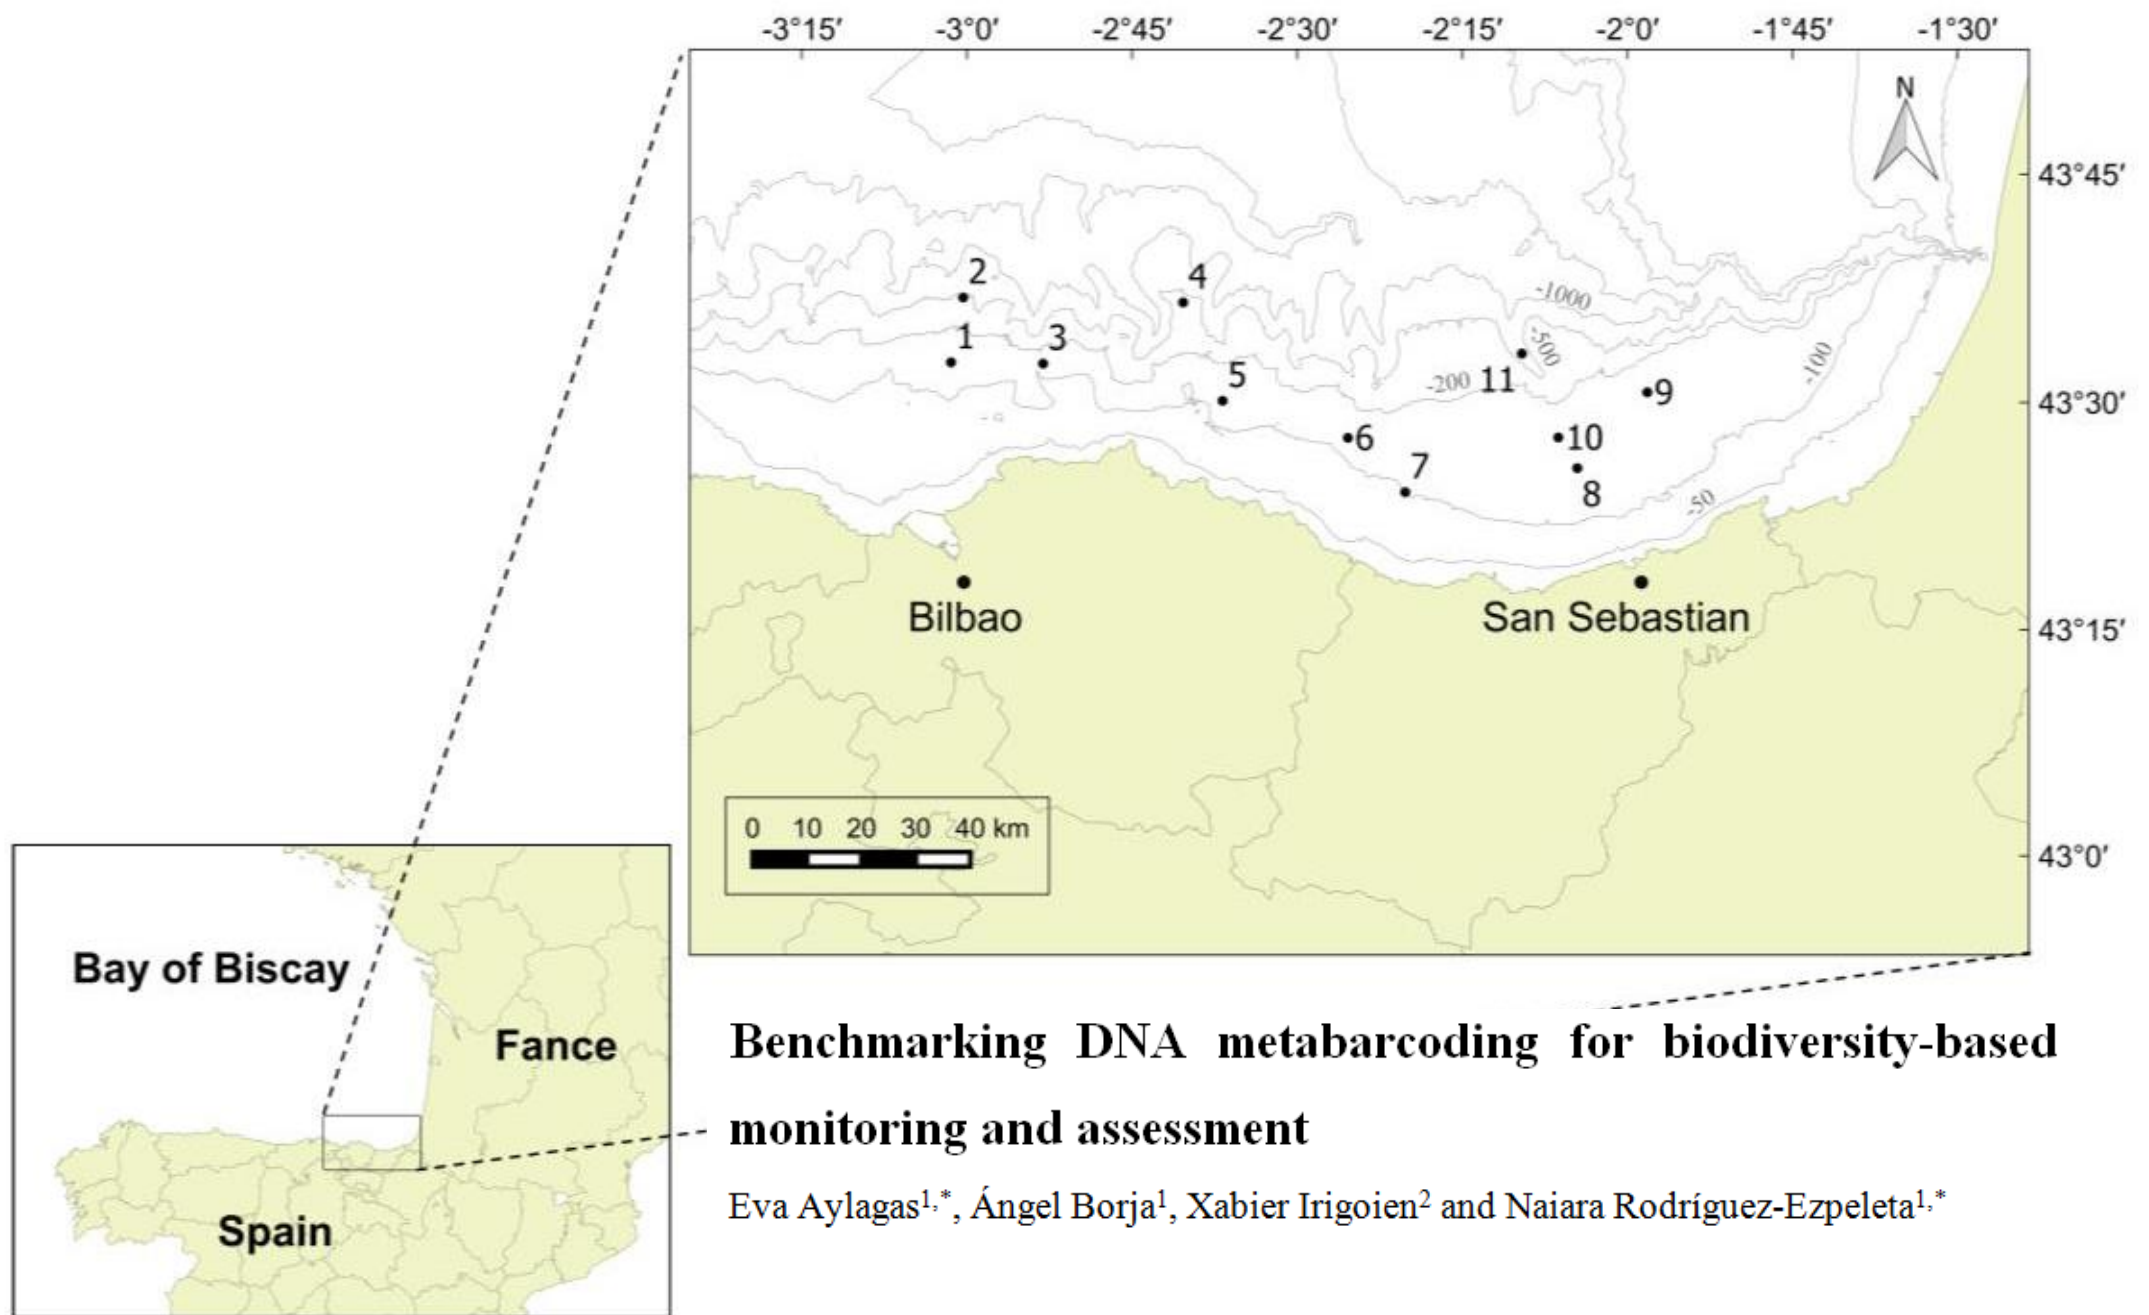 -3°15′ -3°0′ -2°45′ -2°30′ -2°15′ -2°0′ -1°45′ -1°30′
N
43°45′
2
4
-1000
1
3
-500
5
-200
11
-100
9
43°30′
6
10
7
8
-50
Bilbao
San Sebastian
43°15′
0 10 20 30 40 km
43°0′
Bay of Biscay
Fance
Spain
Benchmarking DNA metabarcoding for biodiversity-based
monitoring and assessment
Eva Aylagas1,*, Ángel Borja1, Xabier Irigoien2 and Naiara Rodríguez-Ezpeleta1,*